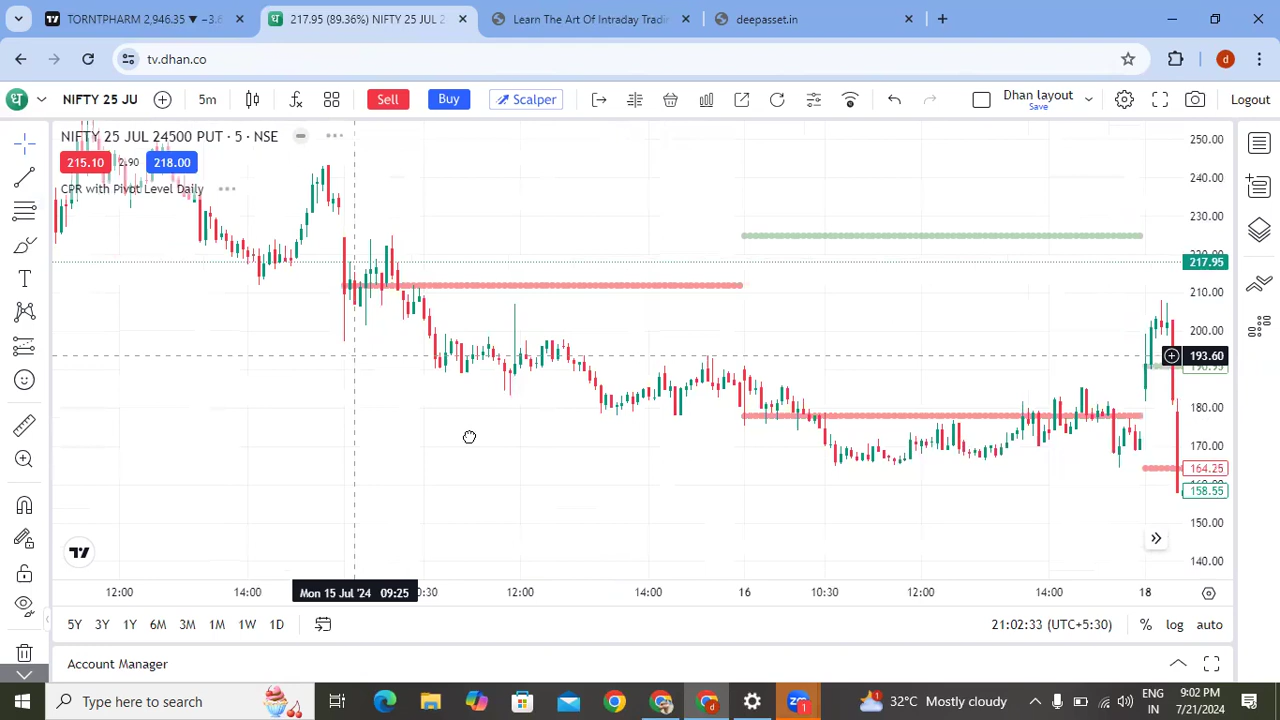 TORNTPHARM 2,946.35 ▼ −3.6
217.95 (89.36%) NIFTY 25 JUL 2
Learn The Art Of Intraday Tradin
deepasset.in
tv.dhan.co
NIFTY 25 JU
5m
Sell
Buy
Scalper
Dhan layout
Save
Logout
NIFTY 25 JUL 24500 PUT · 5 · NSE
215.10
2.90
218.00
CPR with Pivot Level Daily
250.00
240.00
230.00
217.95
210.00
200.00
193.60
180.00
170.00
164.25
158.55
150.00
140.00
12:00
14:00
Mon 15 Jul '24 09:25
0:30
12:00
14:00
16
10:30
12:00
14:00
18
5Y
3Y
1Y
6M
3M
1M
1W
1D
21:02:33 (UTC+5:30)
%
log
auto
Account Manager
Type here to search
1
32°C Mostly cloudy
ENG
IN
9:02 PM
7/21/2024